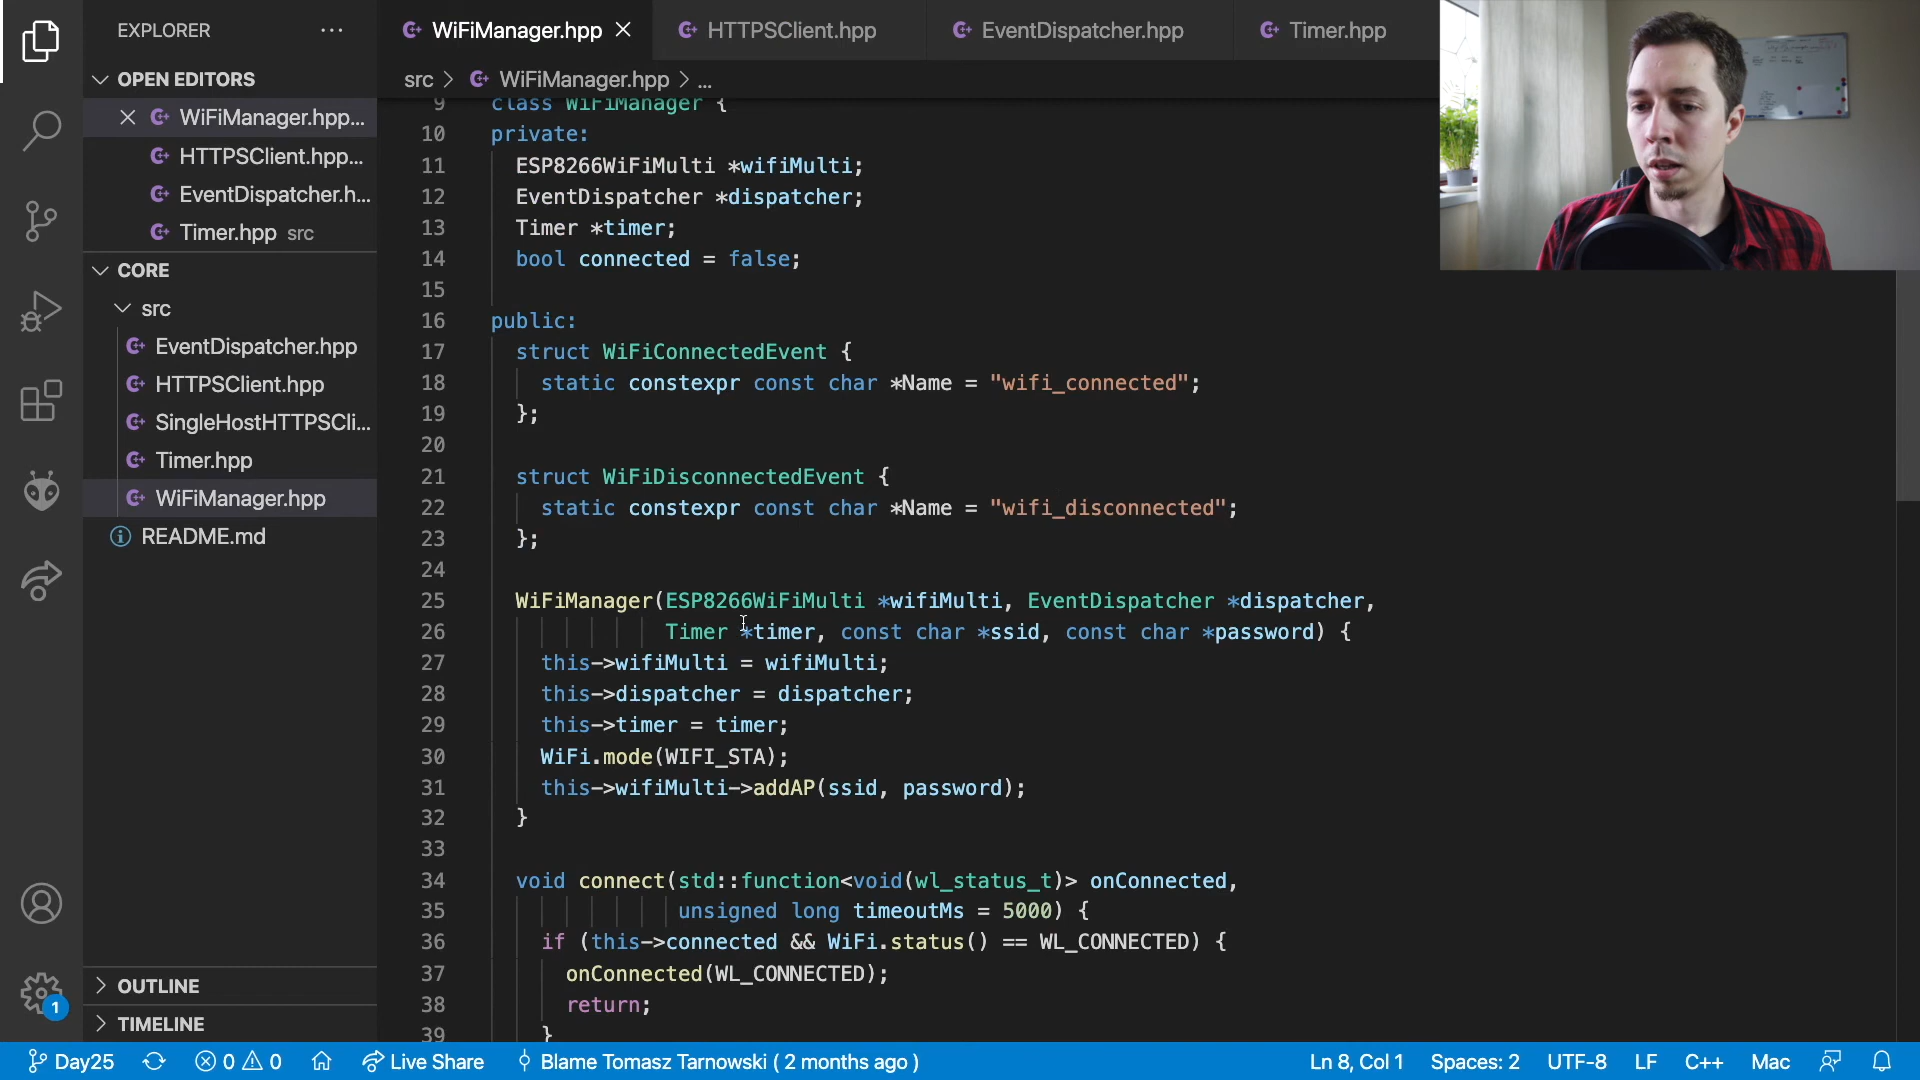 EXPLORER
OPEN EDITORS
WiFiManager.hpp...
HTTPSClient.hpp...
EventDispatcher.h...
Timer.hpp src
CORE
src
EventDispatcher.hpp
HTTPSClient.hpp
SingleHostHTTPSCli...
Timer.hpp
WiFiManager.hpp
README.md
OUTLINE
TIMELINE
1
WiFiManager.hpp
HTTPSClient.hpp
EventDispatcher.hpp
Timer.hpp
src > WiFiManager.hpp > ...
9 class WiFiManager {
10 private:
11 ESP8266WiFiMulti *wifiMulti;
12 EventDispatcher *dispatcher;
13 Timer *timer;
14 bool connected = false;
15
16 public:
17 struct WiFiConnectedEvent {
18 static constexpr const char *Name = "wifi_connected";
19 };
20
21 struct WiFiDisconnectedEvent {
22 static constexpr const char *Name = "wifi_disconnected";
23 };
24
25 WiFiManager(ESP8266WiFiMulti *wifiMulti, EventDispatcher *dispatcher,
26 Timer *timer, const char *ssid, const char *password) {
27 this->wifiMulti = wifiMulti;
28 this->dispatcher = dispatcher;
29 this->timer = timer;
30 WiFi.mode(WIFI_STA);
31 this->wifiMulti->addAP(ssid, password);
32 }
33
34 void connect(std::function<void(wl_status_t)> onConnected,
35 unsigned long timeoutMs = 5000) {
36 if (this->connected && WiFi.status() == WL_CONNECTED) {
37 onConnected(WL_CONNECTED);
38 return;
39 }
Day25 0 0 Live Share Blame Tomasz Tarnowski ( 2 months ago ) Ln 8, Col 1 Spaces: 2 UTF-8 LF C++ Mac